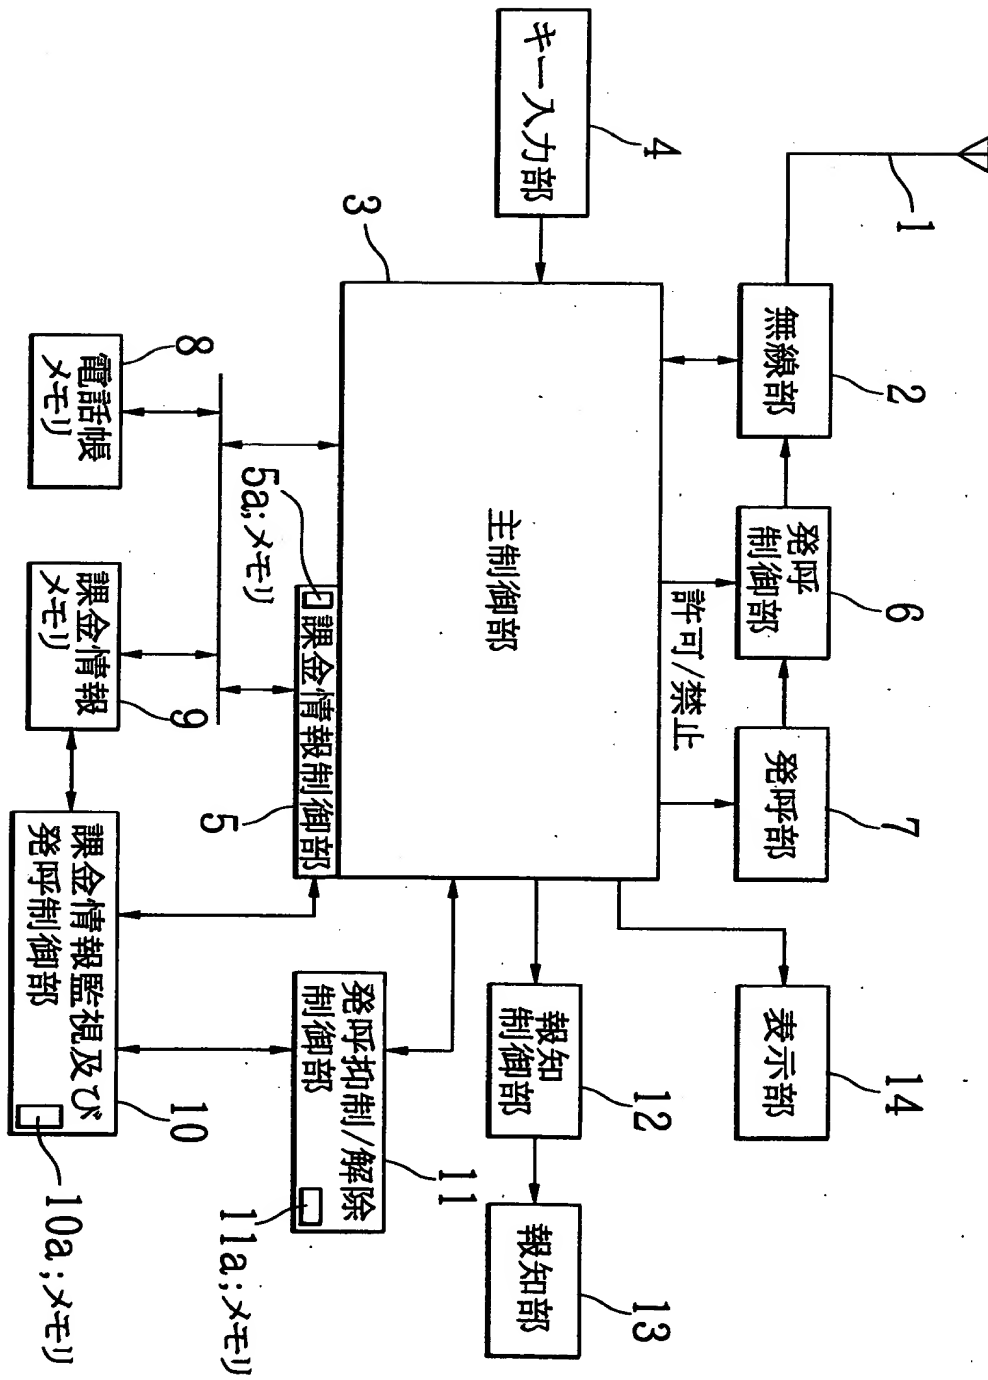 1
2
6
7
14
無線部
発呼
制御部
発呼部
表示部
許可/禁止
4
12
13
キー入力部
主制御部
報知
制御部
報知部
3
11
発呼抑制/解除
制御部
課金情報制御部
5a;メモリ
5
11a;メモリ
8
9
10
電話帳
メモリ
課金情報
メモリ
課金情報監視及び
発呼制御部
10a;メモリ